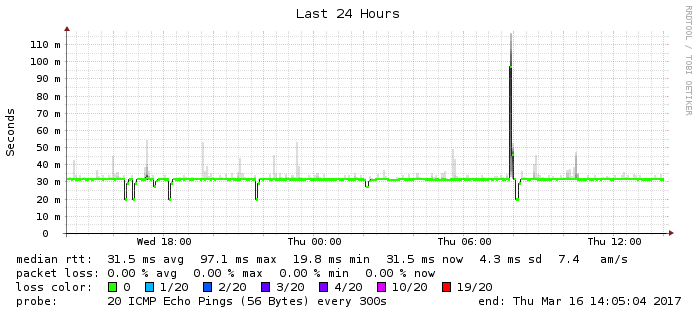 Last 24 Hours
RRDTOOL / TOBI OETIKER
Seconds
110 m
100 m
90 m
80 m
70 m
60 m
50 m
40 m
30 m
20 m
10 m
0
Wed 18:00 Thu 00:00 Thu 06:00 Thu 12:00
median rtt: 31.5 ms avg 97.1 ms max 19.8 ms min 31.5 ms now 4.3 ms sd 7.4 am/s
packet loss: 0.00 % avg 0.00 % max 0.00 % min 0.00 % now
loss color: 0 1/20 2/20 3/20 4/20 10/20 19/20
probe: 20 ICMP Echo Pings (56 Bytes) every 300s end: Thu Mar 16 14:05:04 2017